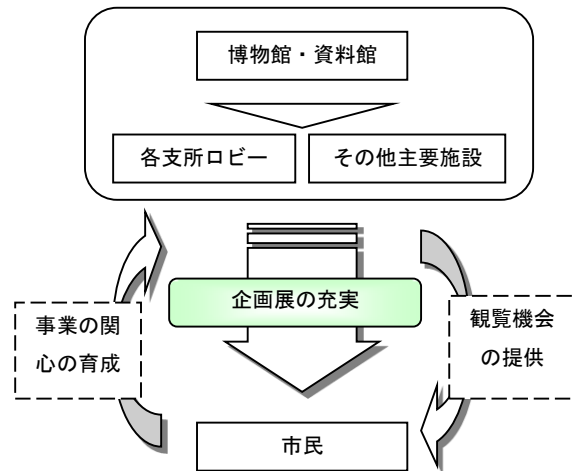 博物館・資料館
各支所ロビー
その他主要施設
企画展の充実
事業の関
心の育成
観覧機会
の提供
市民